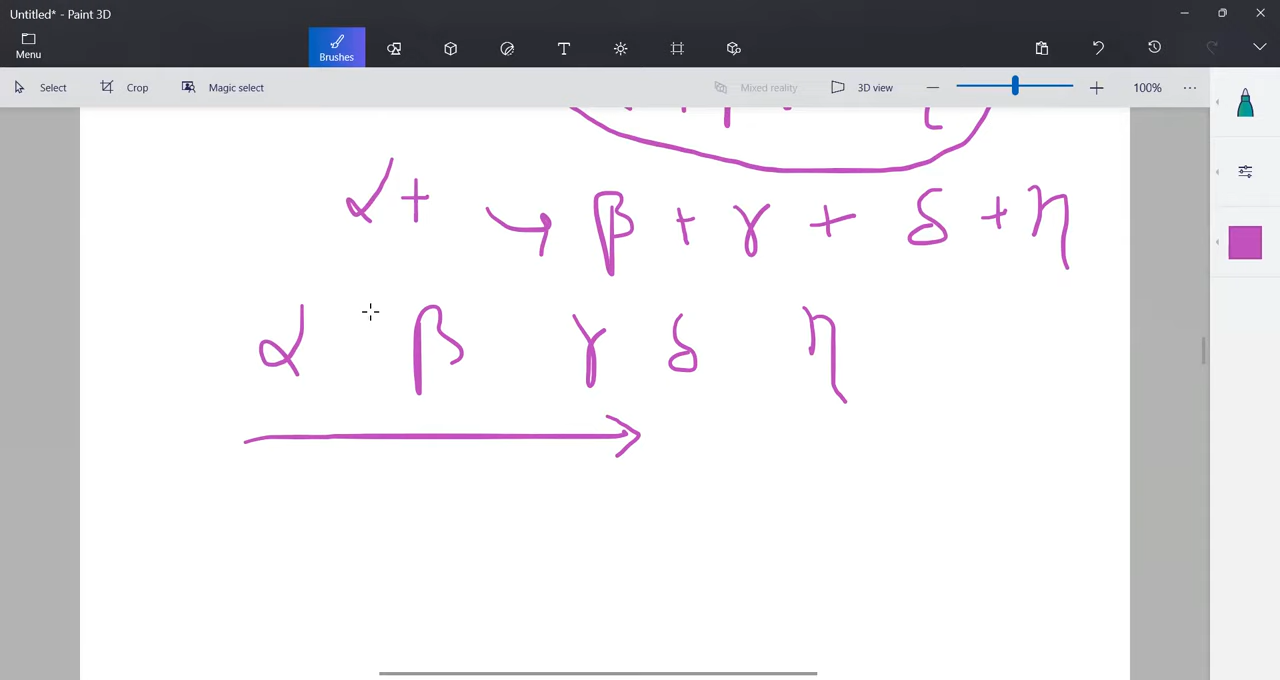 Untitled* - Paint 3D
Menu
Brushes
Select Crop Magic select Mixed reality 3D view 100%
α + → β + γ + δ + η
α β γ δ η